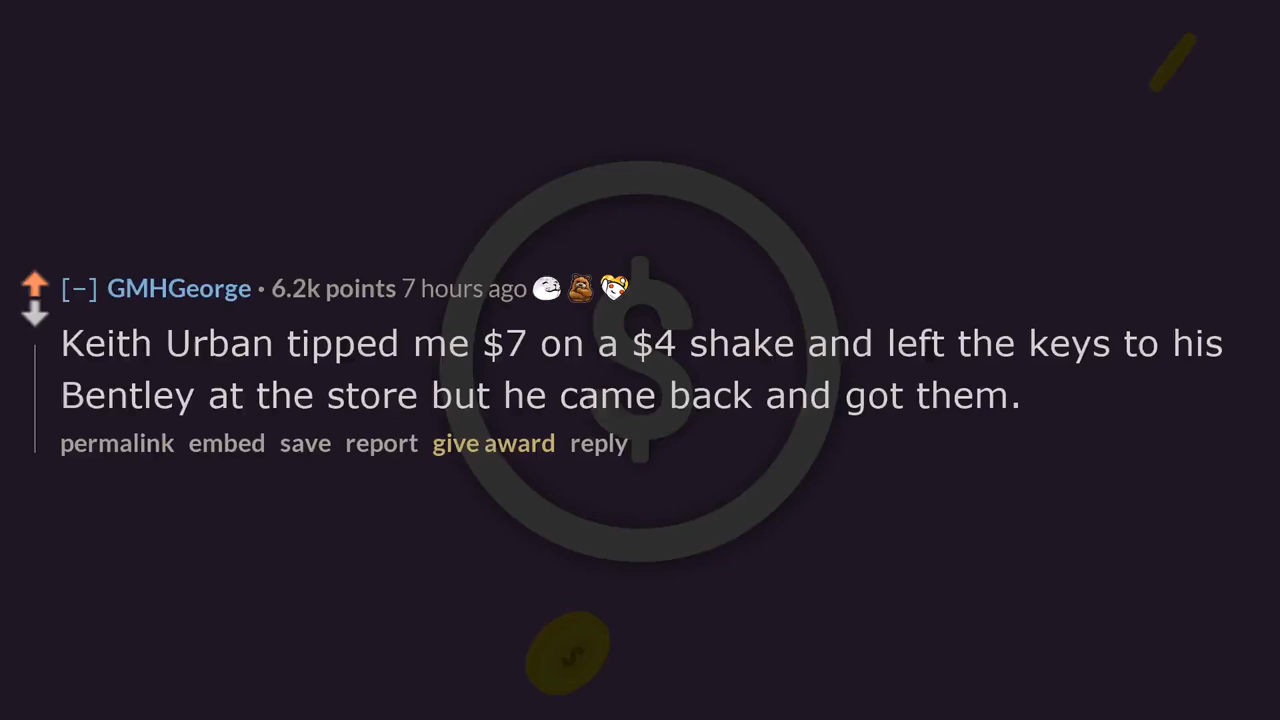 [–] GMHGeorge • 6.2k points 7 hours ago
Keith Urban tipped me $7 on a $4 shake and left the keys to his
Bentley at the store but he came back and got them.
permalink embed save report give award reply
$
$